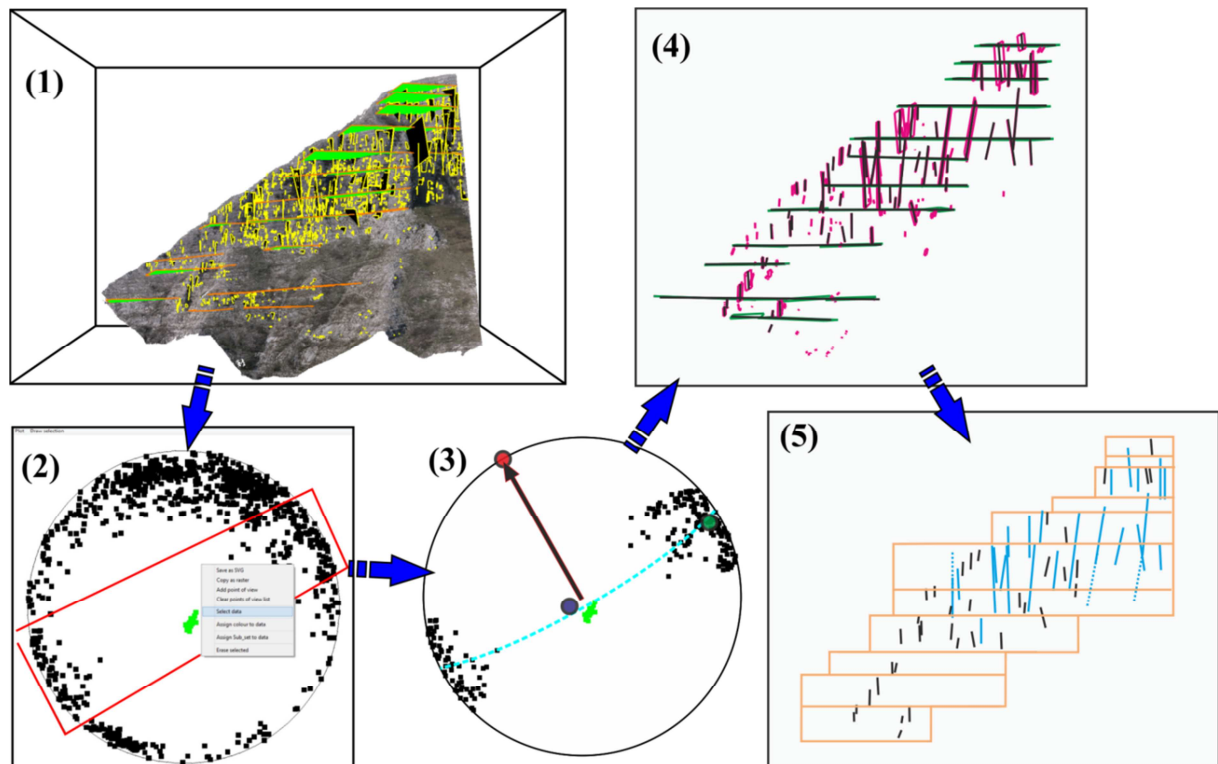 (1)
(4)
(2)
Plot Draw selection
Save as SVG
Copy as raster
Add point of view
Clear points of view list
Select data
Assign colour to data
Assign Sub_set to data
Erase selected
(3)
(5)